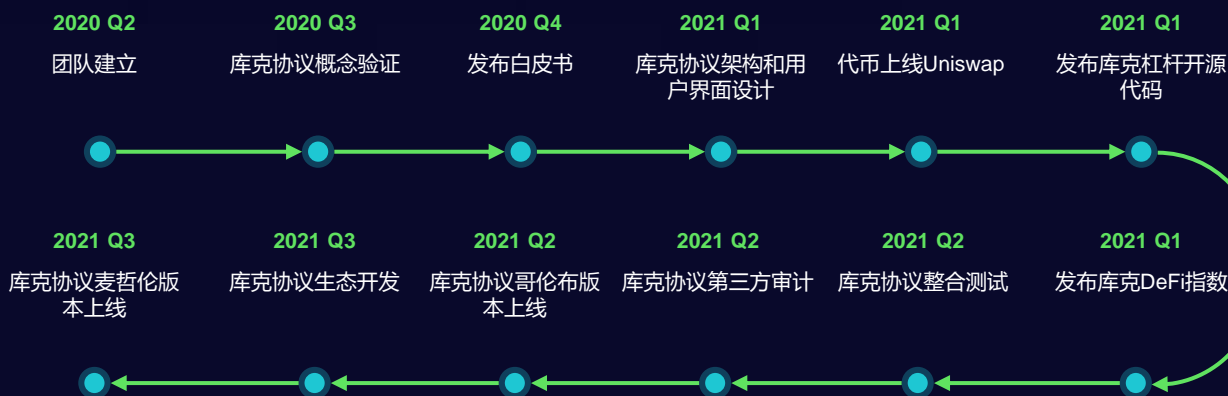 2020 Q2
团队建立
2020 Q3
库克协议概念验证
2020 Q4
发布白皮书
2021 Q1
库克协议架构和用
户界面设计
2021 Q1
代币上线Uniswap
2021 Q1
发布库克杠杆开源
代码
2021 Q1
发布库克DeFi指数
2021 Q2
库克协议整合测试
2021 Q2
库克协议第三方审计
2021 Q2
库克协议哥伦布版
本上线
2021 Q3
库克协议生态开发
2021 Q3
库克协议麦哲伦版
本上线